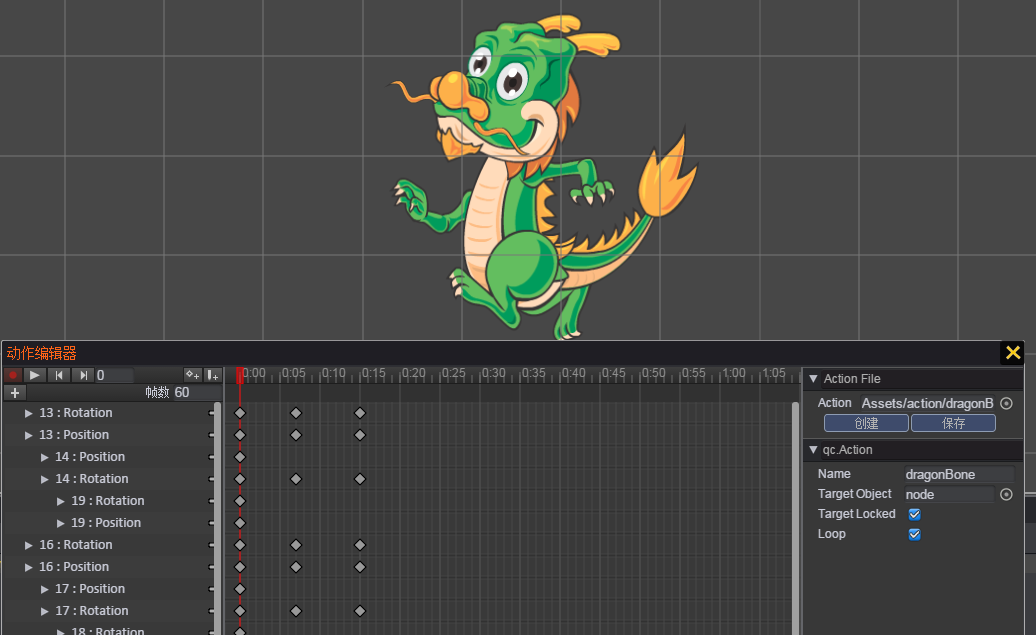 动作编辑器
0
帧数 60
0:00 0:05 0:10 0:15 0:20 0:25 0:30 0:35 0:40 0:45 0:50 0:55 1:00 1:05
13 : Rotation
13 : Position
14 : Position
14 : Rotation
19 : Rotation
19 : Position
16 : Rotation
16 : Position
17 : Position
17 : Rotation
18 : Rotation
Action File
Action Assets/action/dragonB
创建 保存
qc.Action
Name dragonBone
Target Object node
Target Locked
Loop